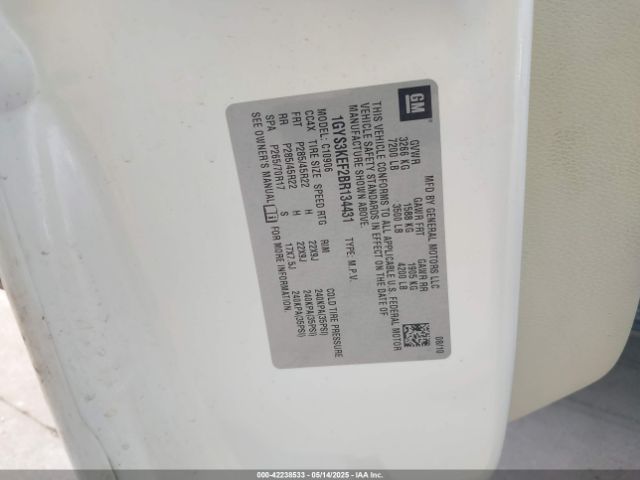 GM
MFD BY GENERAL MOTORS LLC
08/10
GVWR GAWR FRT GAWR RR
3266 KG 1588 KG 1905 KG
7200 LB 3500 LB 4200 LB
THIS VEHICLE CONFORMS TO ALL APPLICABLE U.S. FEDERAL MOTOR
VEHICLE SAFETY STANDARDS IN EFFECT ON THE DATE OF
MANUFACTURE SHOWN ABOVE.
1GYS3KEF2BR134431 TYPE: M.P.V.
MODEL: C10906
CC4X TIRE SIZE SPEED RTG RIM COLD TIRE PRESSURE
FRT P285/45R22 H 22X9J 240KPA(35PSI)
RR P285/45R22 H 22X9J 240KPA(35PSI)
SPA P265/70R17 S 17X7.5J 240KPA(35PSI)
SEE OWNER'S MANUAL FOR MORE INFORMATION.
000-42238533 - 05/14/2025 - IAAI.COM